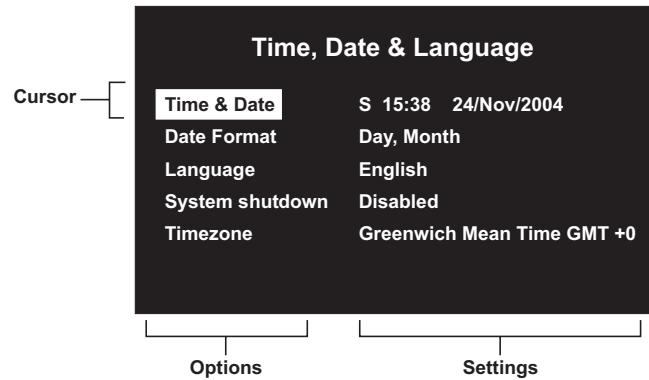 Time, Date & Language
Cursor
Time & Date S 15:38 24/Nov/2004
Date Format Day, Month
Language English
System shutdown Disabled
Timezone Greenwich Mean Time GMT +0
Options Settings